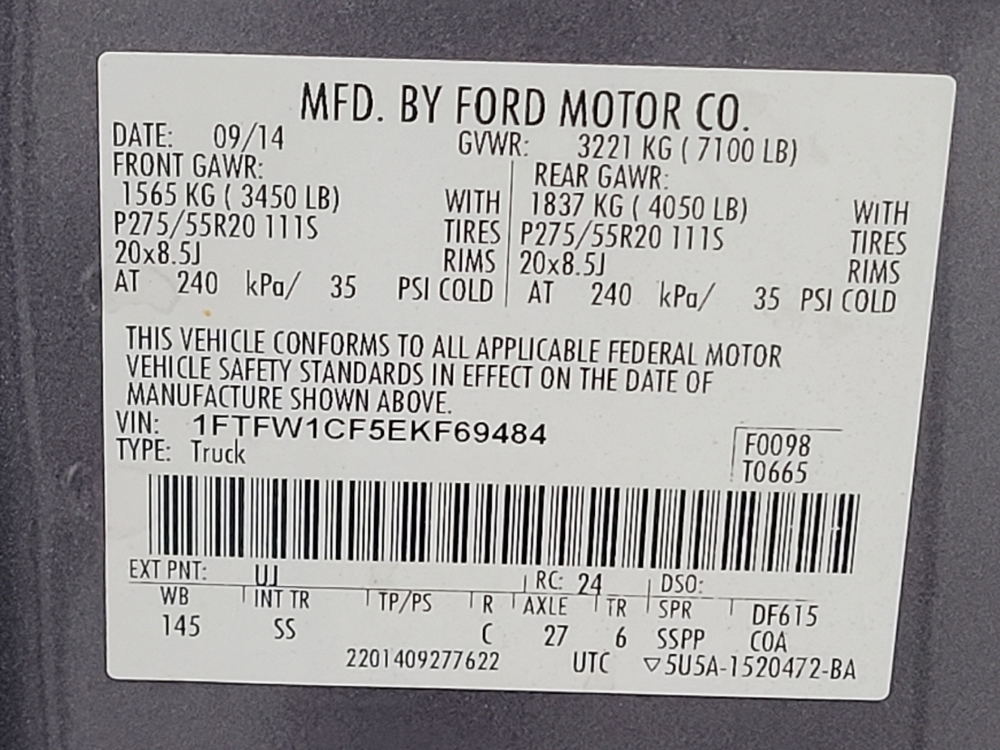 MFD. BY FORD MOTOR CO.
DATE: 09/14 GVWR: 3221 KG ( 7100 LB)
FRONT GAWR: REAR GAWR:
1565 KG ( 3450 LB) WITH 1837 KG ( 4050 LB) WITH
P275/55R20 111S TIRES P275/55R20 111S TIRES
20x8.5J RIMS 20x8.5J RIMS
AT 240 kPa/ 35 PSI COLD AT 240 kPa/ 35 PSI COLD
THIS VEHICLE CONFORMS TO ALL APPLICABLE FEDERAL MOTOR
VEHICLE SAFETY STANDARDS IN EFFECT ON THE DATE OF
MANUFACTURE SHOWN ABOVE.
VIN: 1FTFW1CF5EKF69484
TYPE: Truck
F0098
T0665
EXT PNT: UJ RC: 24 DSO:
WB INT TR TP/PS R AXLE TR SPR DF615
145 SS C 27 6 SSPP COA
2201409277622 UTC ▽5U5A-1520472-BA